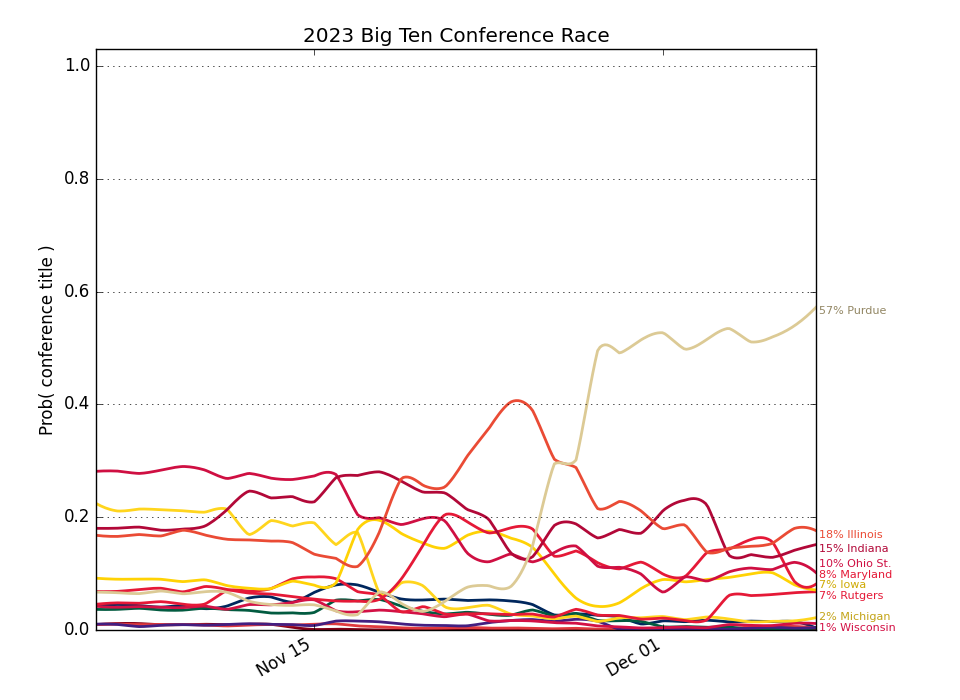 2023 Big Ten Conference Race
Prob( conference title )
1.0
0.8
0.6
0.4
0.2
0.0
Nov 15
Dec 01
57% Purdue
18% Illinois
15% Indiana
10% Ohio St.
8% Maryland
7% Iowa
7% Rutgers
2% Michigan
1% Wisconsin